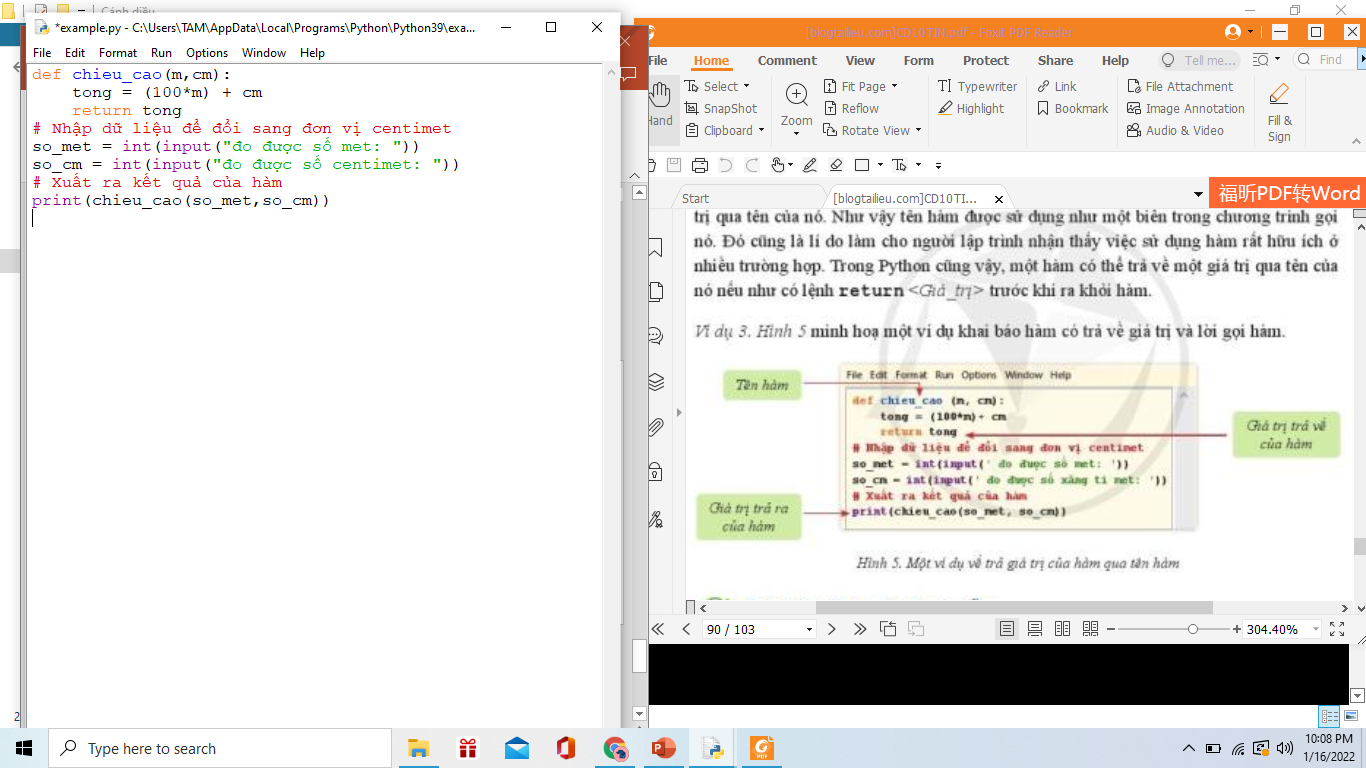 Cánh diều
*example.py - C:\Users\TAM\AppData\Local\Programs\Python\Python39\exa...
File Edit Format Run Options Window Help
def chieu_cao(m,cm):
    tong = (100*m) + cm
    return tong
# Nhập dữ liệu để đổi sang đơn vị centimet
so_met = int(input("đo được số met: "))
so_cm = int(input("đo được số centimet: "))
# Xuất ra kết quả của hàm
print(chieu_cao(so_met,so_cm))
2
[blogtailieu.com]CD10TIN.pdf - Foxit PDF Reader
File Home Comment View Form Protect Share Help Tell me... Find
Hand
Select
SnapShot
Clipboard
Zoom
Fit Page
Reflow
Rotate View
Typewriter
Highlight
Link
Bookmark
File Attachment
Image Annotation
Audio & Video
Fill &
Sign
Start
[blogtailieu.com]CD10TI...
福昕PDF转Word
trị qua tên của nó. Như vậy tên hàm được sử dụng như một biến trong chương trình gọi
nó. Đó cũng là lí do làm cho người lập trình nhận thấy việc sử dụng hàm rất hữu ích ở
nhiều trường hợp. Trong Python cũng vậy, một hàm có thể trả về một giá trị qua tên của
nó nếu như có lệnh return <Giá_trị> trước khi ra khỏi hàm.
Ví dụ 3. Hình 5 minh hoạ một ví dụ khai báo hàm có trả về giá trị và lời gọi hàm.
Tên hàm
File Edit Format Run Options Window Help
def chieu_cao (m, cm):
    tong = (100*m)+ cm
    return tong
# Nhập dữ liệu để đổi sang đơn vị centimet
so_met = int(input(' đo được số met: '))
so_cm = int(input(' đo được số xăng ti met: '))
# Xuất ra kết quả của hàm
print(chieu_cao(so_met, so_cm))
Giá trị trả về
của hàm
Giá trị trả ra
của hàm
Hình 5. Một ví dụ về trả giá trị của hàm qua tên hàm
90 / 103
304.40%
Type here to search
PDF
10:08 PM
1/16/2022